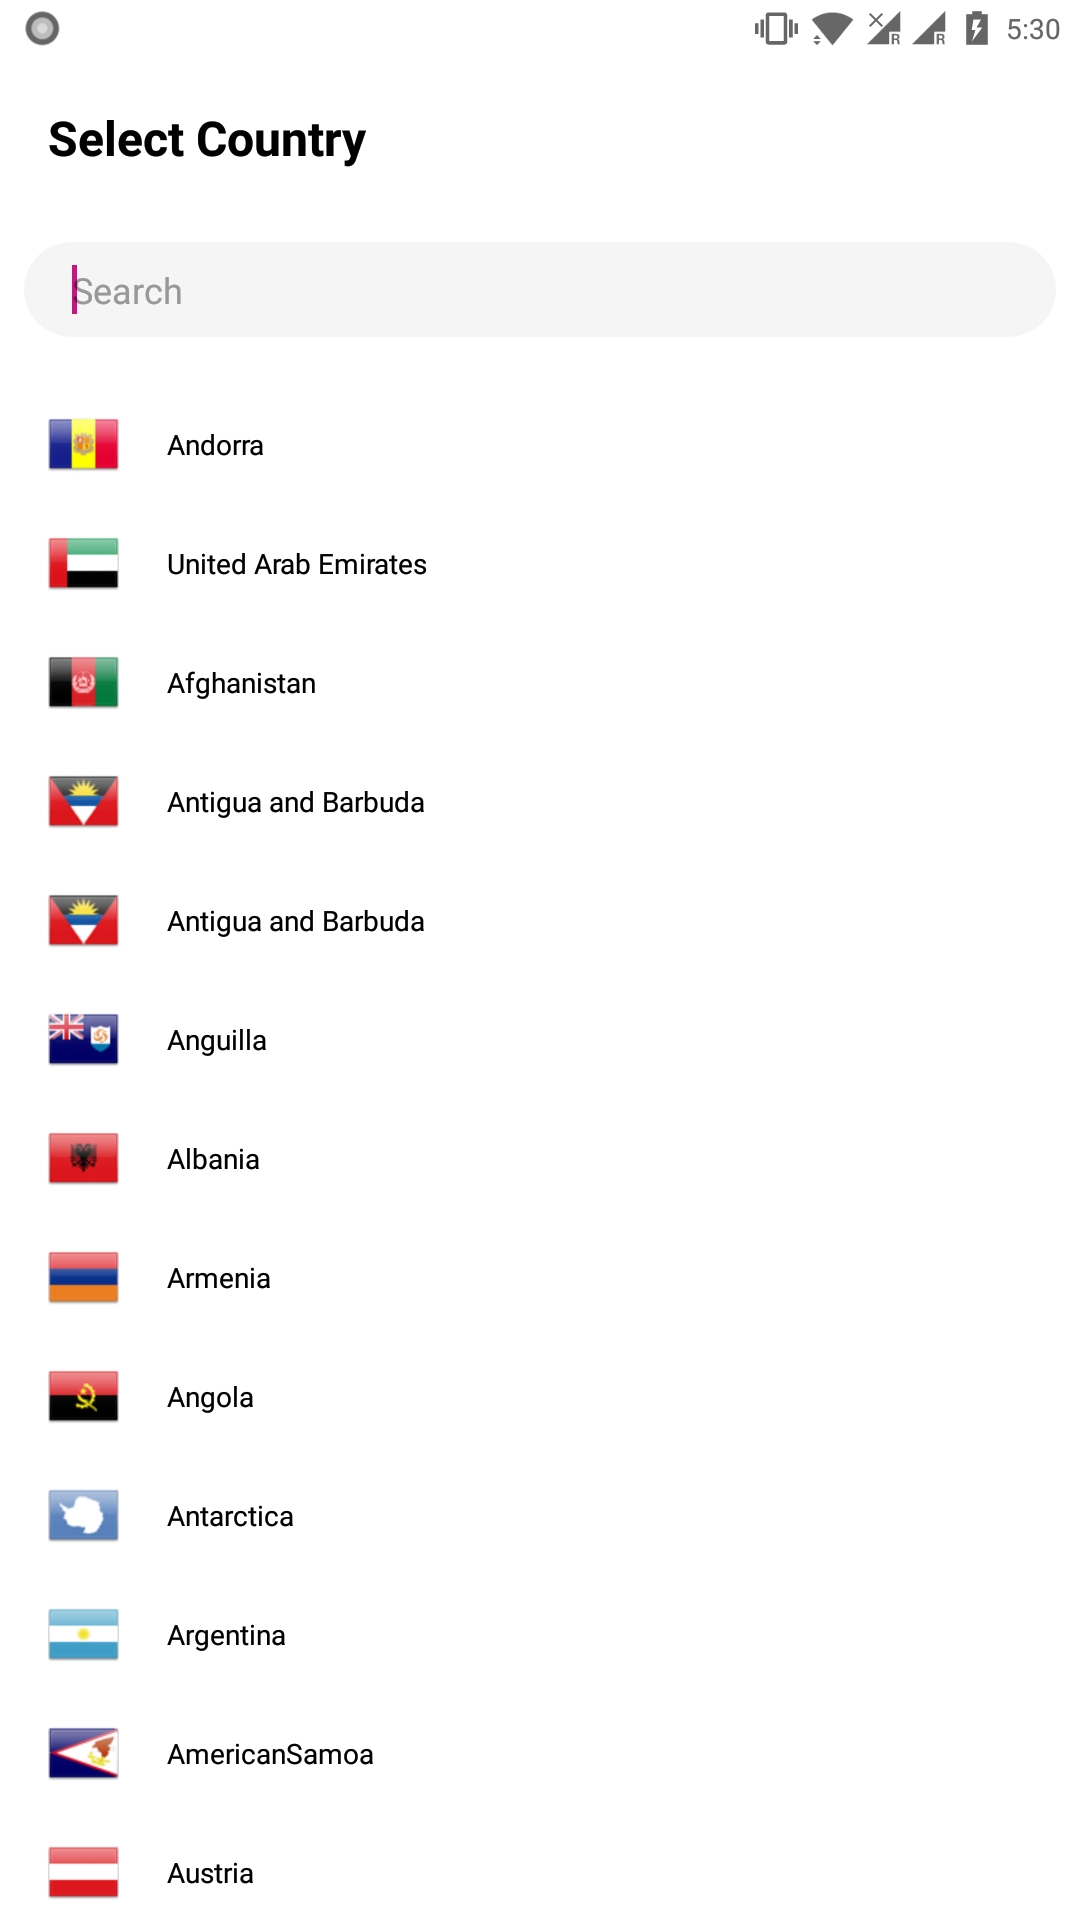 5:30
Select Country
Search
Andorra
United Arab Emirates
Afghanistan
Antigua and Barbuda
Antigua and Barbuda
Anguilla
Albania
Armenia
Angola
Antarctica
Argentina
AmericanSamoa
Austria